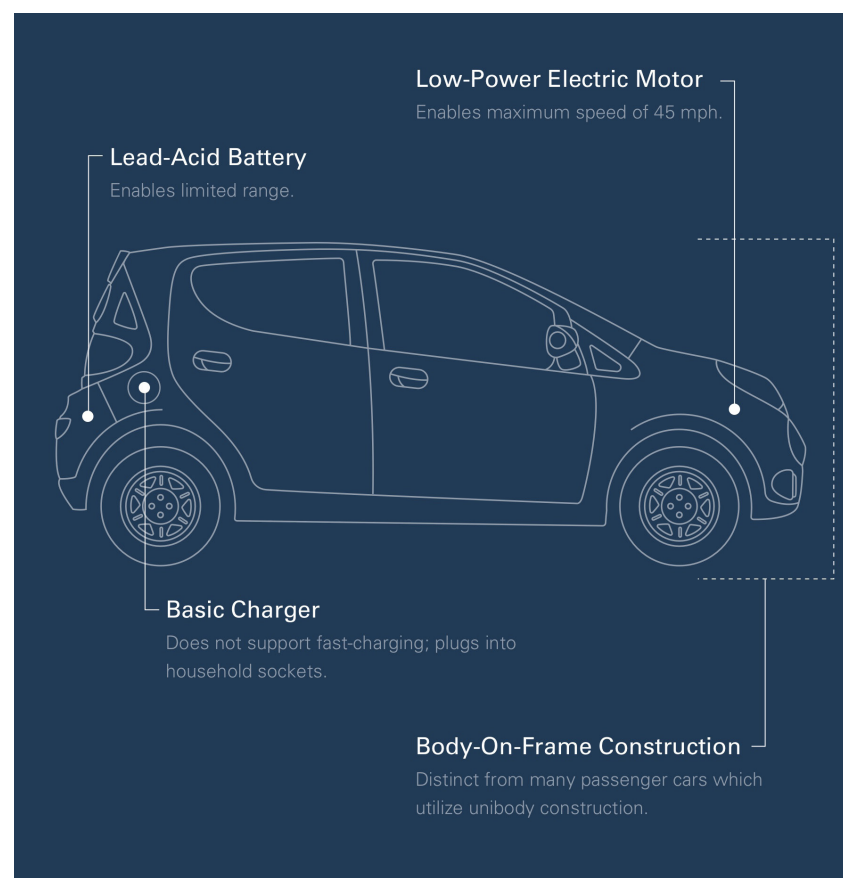 Low-Power Electric Motor
Enables maximum speed of 45 mph.
Lead-Acid Battery
Enables limited range.
Basic Charger
Does not support fast-charging; plugs into
household sockets.
Body-On-Frame Construction
Distinct from many passenger cars which
utilize unibody construction.